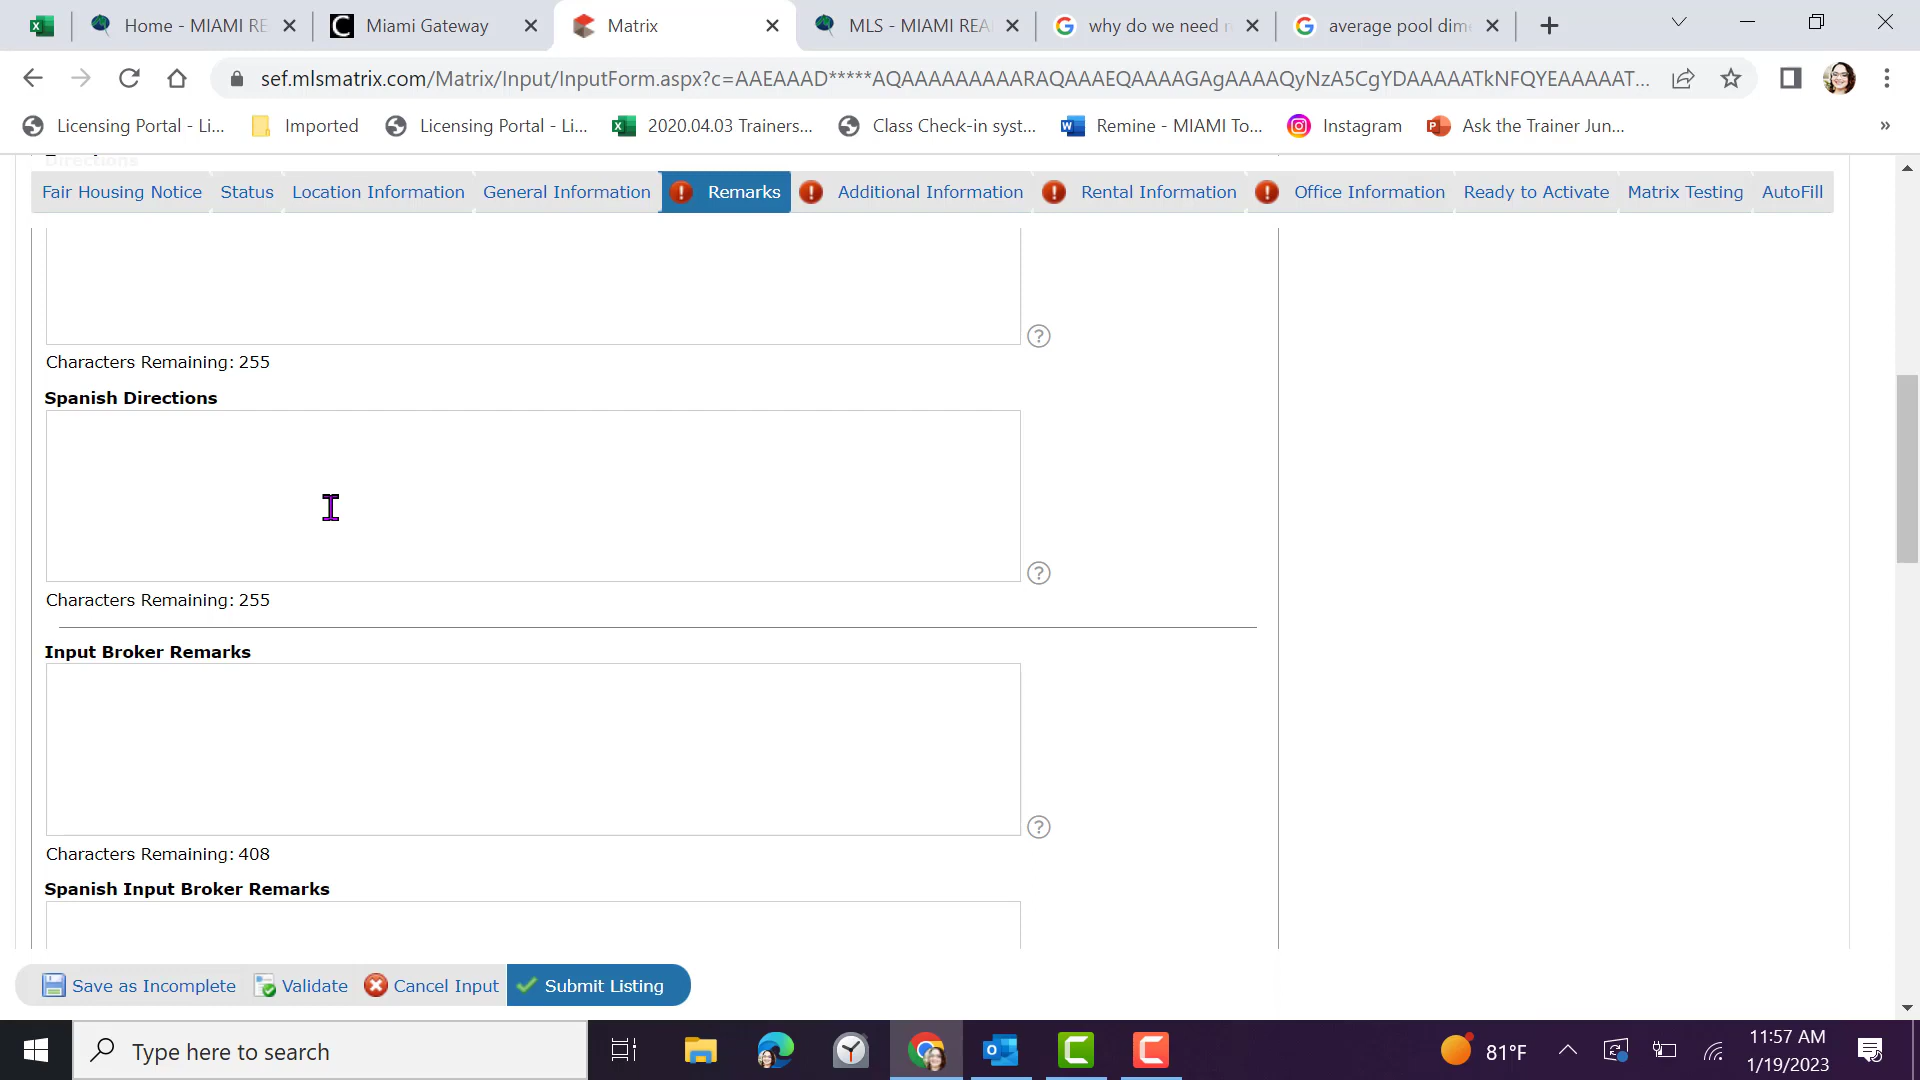 Home - MIAMI RE
Miami Gateway
Matrix
MLS - MIAMI REA
why do we need r
average pool dim
sef.mlsmatrix.com/Matrix/Input/InputForm.aspx?c=AAEAAAD*****AQAAAAAAAAARAQAAAEQAAAAGAgAAAAQyNzA5CgYDAAAAATkNFQYEAAAAAT...
Licensing Portal - Li...
Imported
Licensing Portal - Li...
2020.04.03 Trainers...
Class Check-in syst...
Remine - MIAMI To...
Instagram
Ask the Trainer Jun...
»
Directions
Fair Housing Notice
Status
Location Information
General Information
Remarks
Additional Information
Rental Information
Office Information
Ready to Activate
Matrix Testing
AutoFill
?
Characters Remaining: 255
Spanish Directions
?
Characters Remaining: 255
Input Broker Remarks
?
Characters Remaining: 408
Spanish Input Broker Remarks
Save as Incomplete
Validate
Cancel Input
Submit Listing
Type here to search
81°F
11:57 AM
1/19/2023